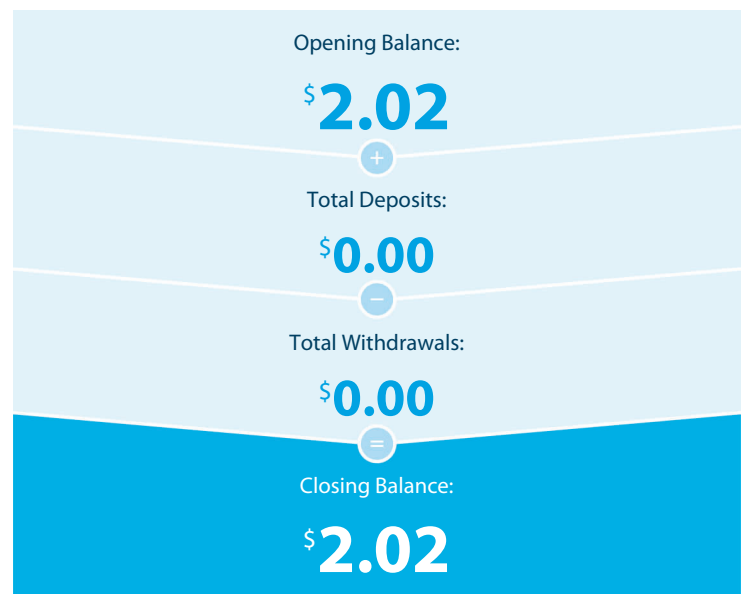 Opening Balance:
$2.02
+
Total Deposits:
$0.00
−
Total Withdrawals:
$0.00
=
Closing Balance:
$2.02